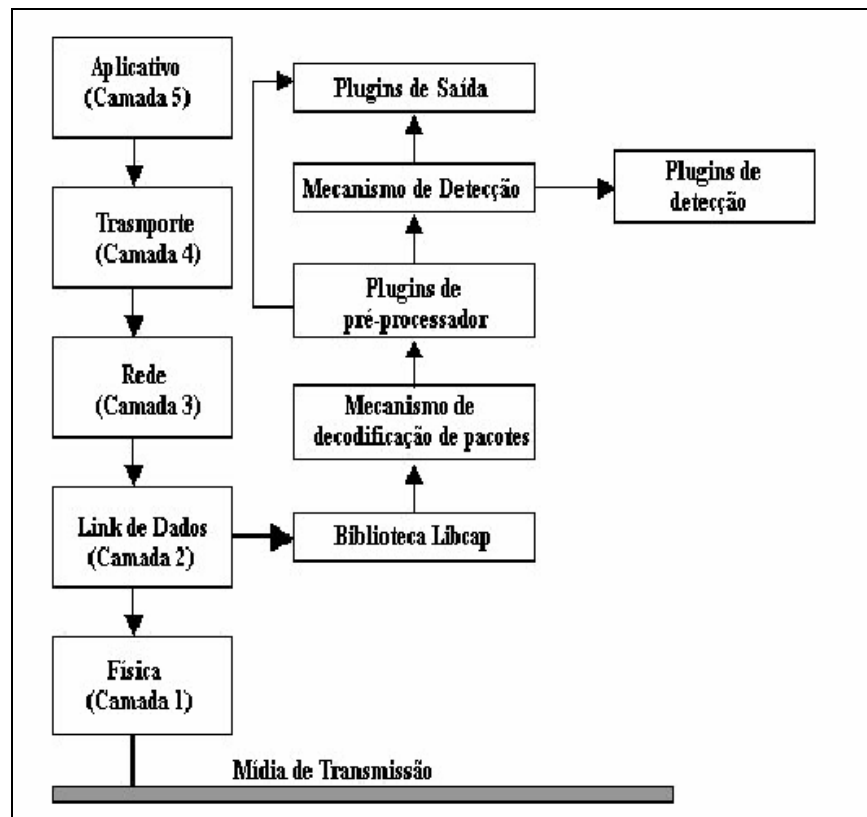 Aplicativo
(Camada 5)
Trasnporte
(Camada 4)
Rede
(Camada 3)
Link de Dados
(Camada 2)
Física
(Camada 1)
Mídia de Transmissão
Plugins de Saída
Mecanismo de Detecção
Plugins de
detecção
Plugins de
pré-processador
Mecanismo de
decodificação de pacotes
Biblioteca Libcap